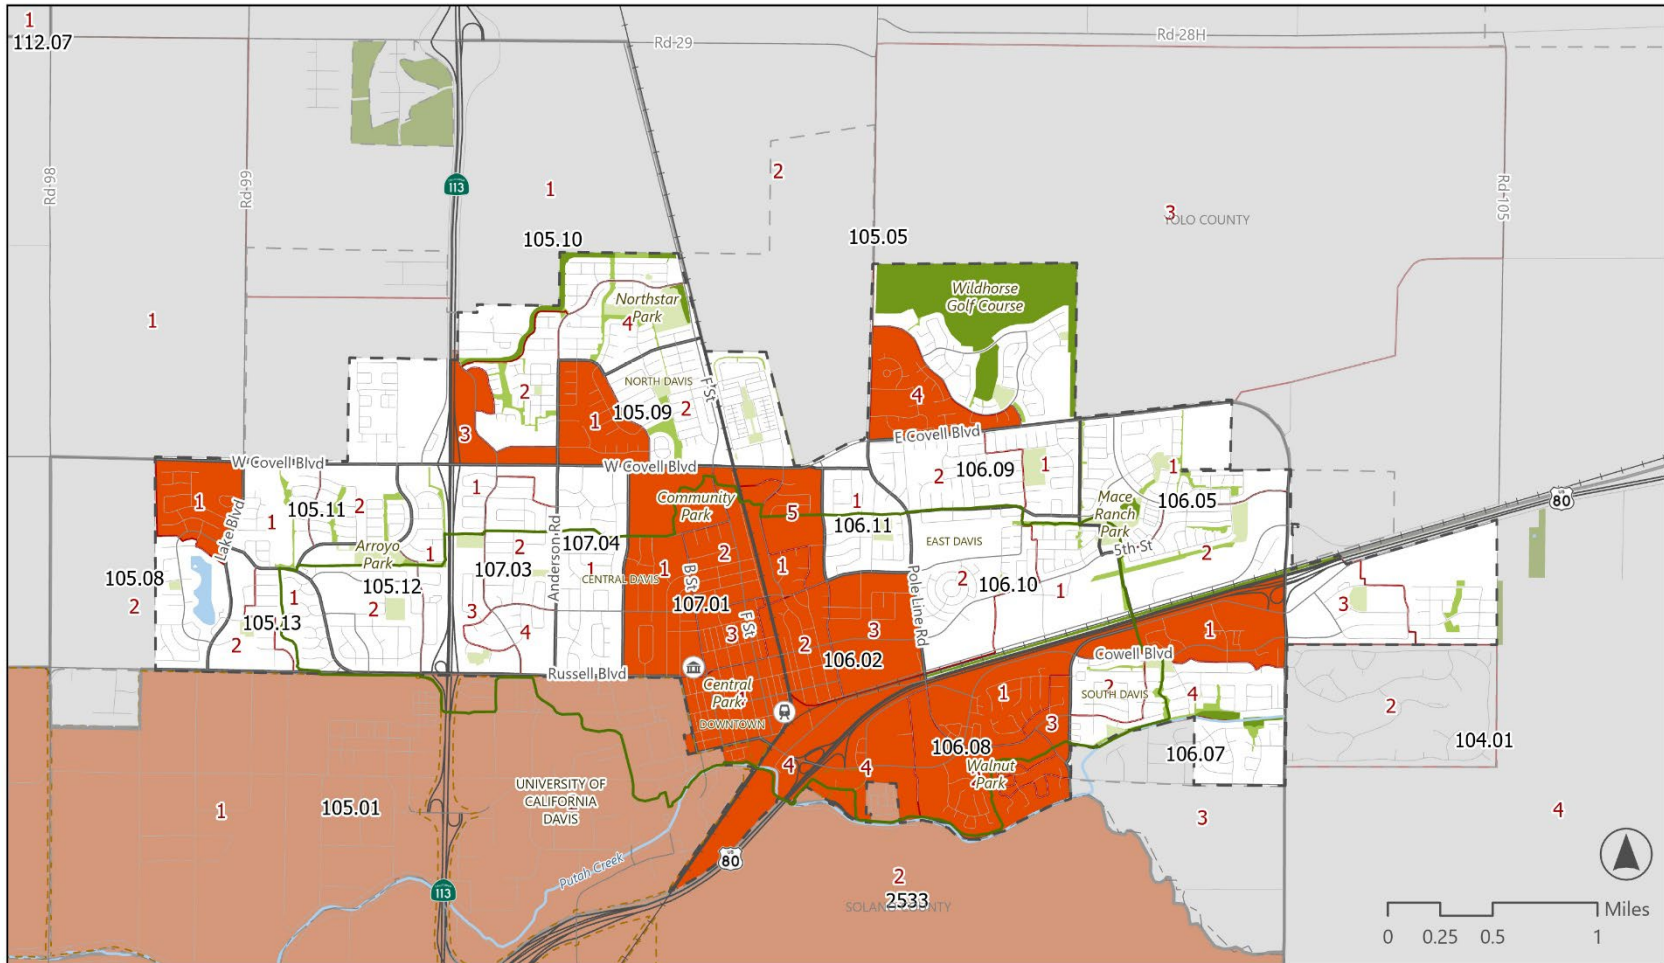 1
112.07
Rd 29
Rd 28H
Rd 98
Rd 99
113
1
2
3
YOLO COUNTY
Rd 105
105.10
105.05
1
Northstar
Park
4
Wildhorse
Golf Course
NORTH DAVIS
F St
2
1
105.09
2
3
4
E Covell Blvd
W Covell Blvd
W Covell Blvd
2
106.09
1
1
Lake Blvd
1
105.11
2
1
Community
Park
5
1
106.11
Mace
Ranch
Park
1
106.05
80
Arroyo
Park
1
2
107.03
Anderson Rd
107.04
1
CENTRAL DAVIS
1
2
B St
1
EAST DAVIS
5th St
2
105.08
2
105.12
2
1
105.13
2
3
4
107.01
3
F St
2
3
106.02
Pole Line Rd
2
106.10
1
3
1
Cowell Blvd
Russell Blvd
Central
Park
DOWNTOWN
1
3
2
SOUTH DAVIS
4
2
106.08
Walnut
Park
106.07
104.01
4
4
UNIVERSITY OF
CALIFORNIA
DAVIS
1
105.01
3
4
Putah Creek
80
113
2
2533
SOLANO COUNTY
Miles
0
0.25
0.5
1